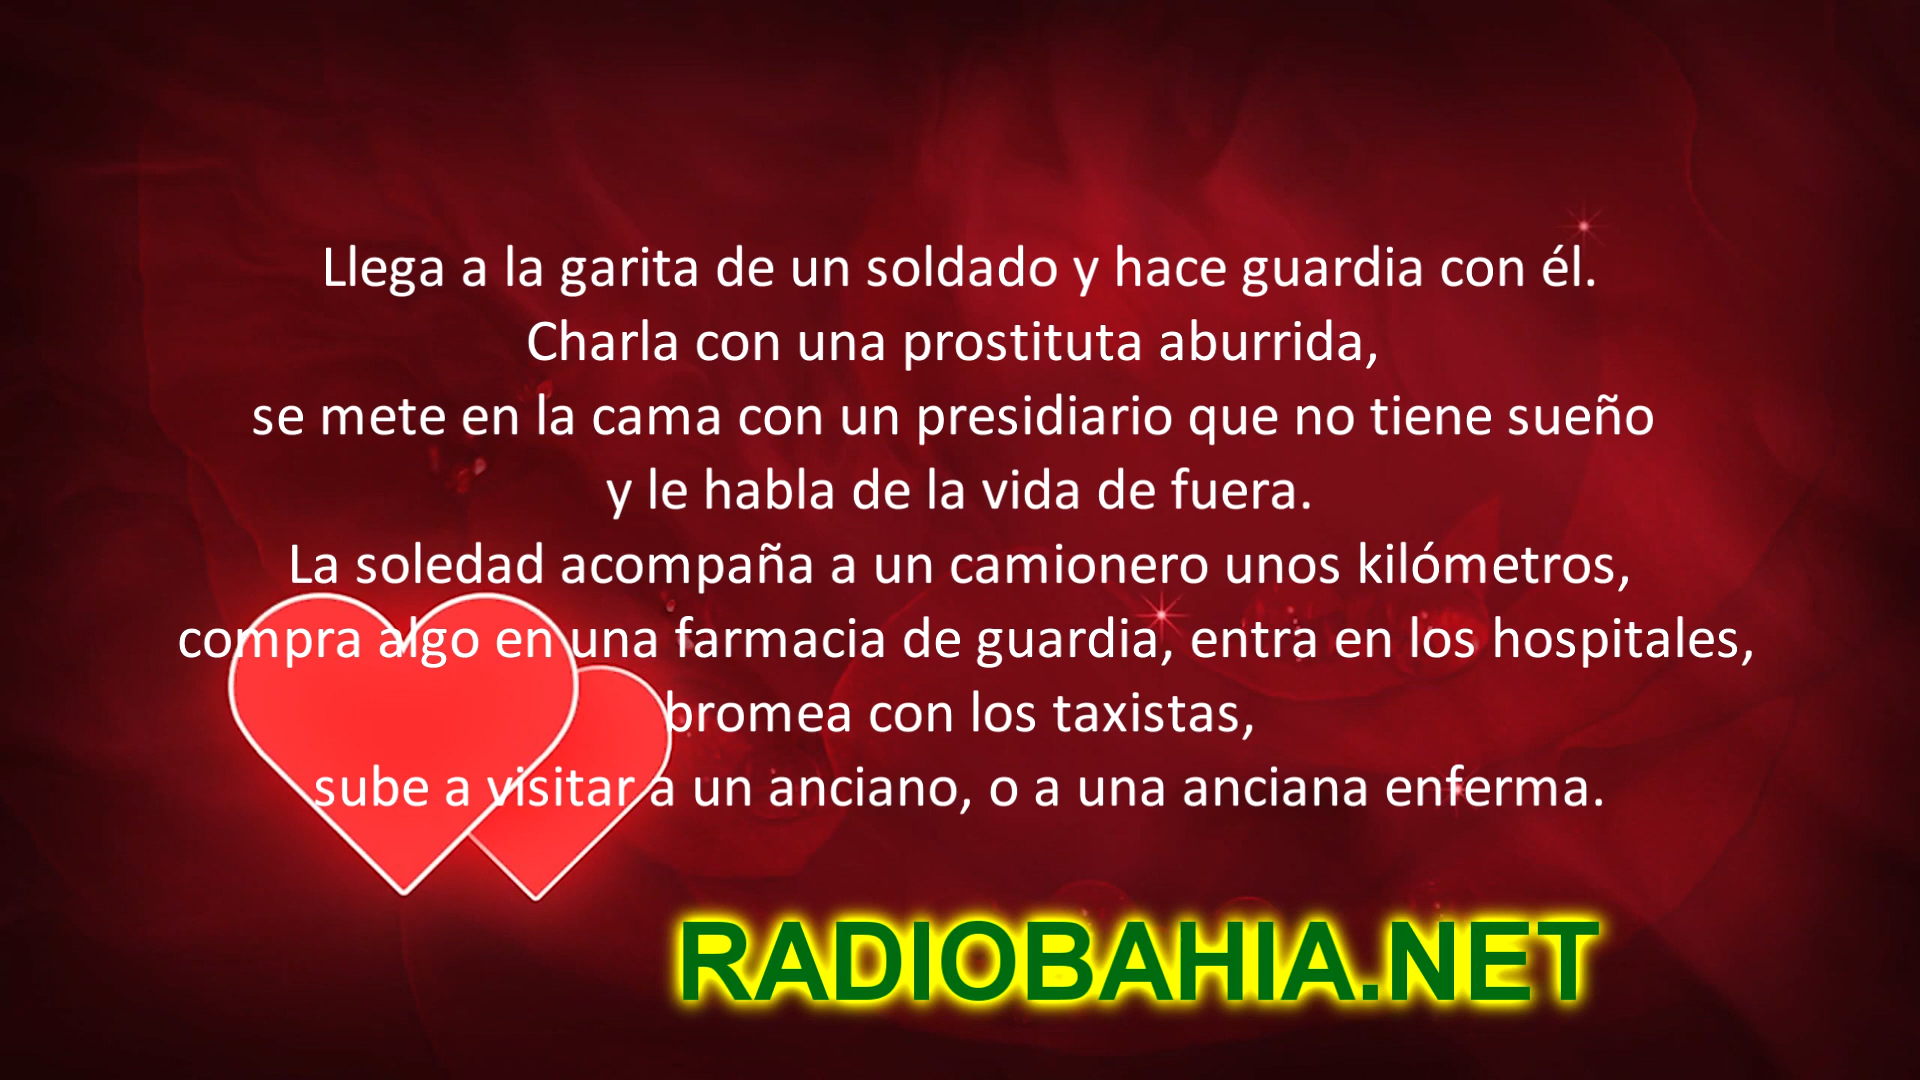 Llega a la garita de un soldado y hace guardia con él.
Charla con una prostituta aburrida,
se mete en la cama con un presidiario que no tiene sueño
y le habla de la vida de fuera.
La soledad acompaña a un camionero unos kilómetros,
compra algo en una farmacia de guardia, entra en los hospitales,
bromea con los taxistas,
sube a visitar a un anciano, o a una anciana enferma.
RADIOBAHIA.NET